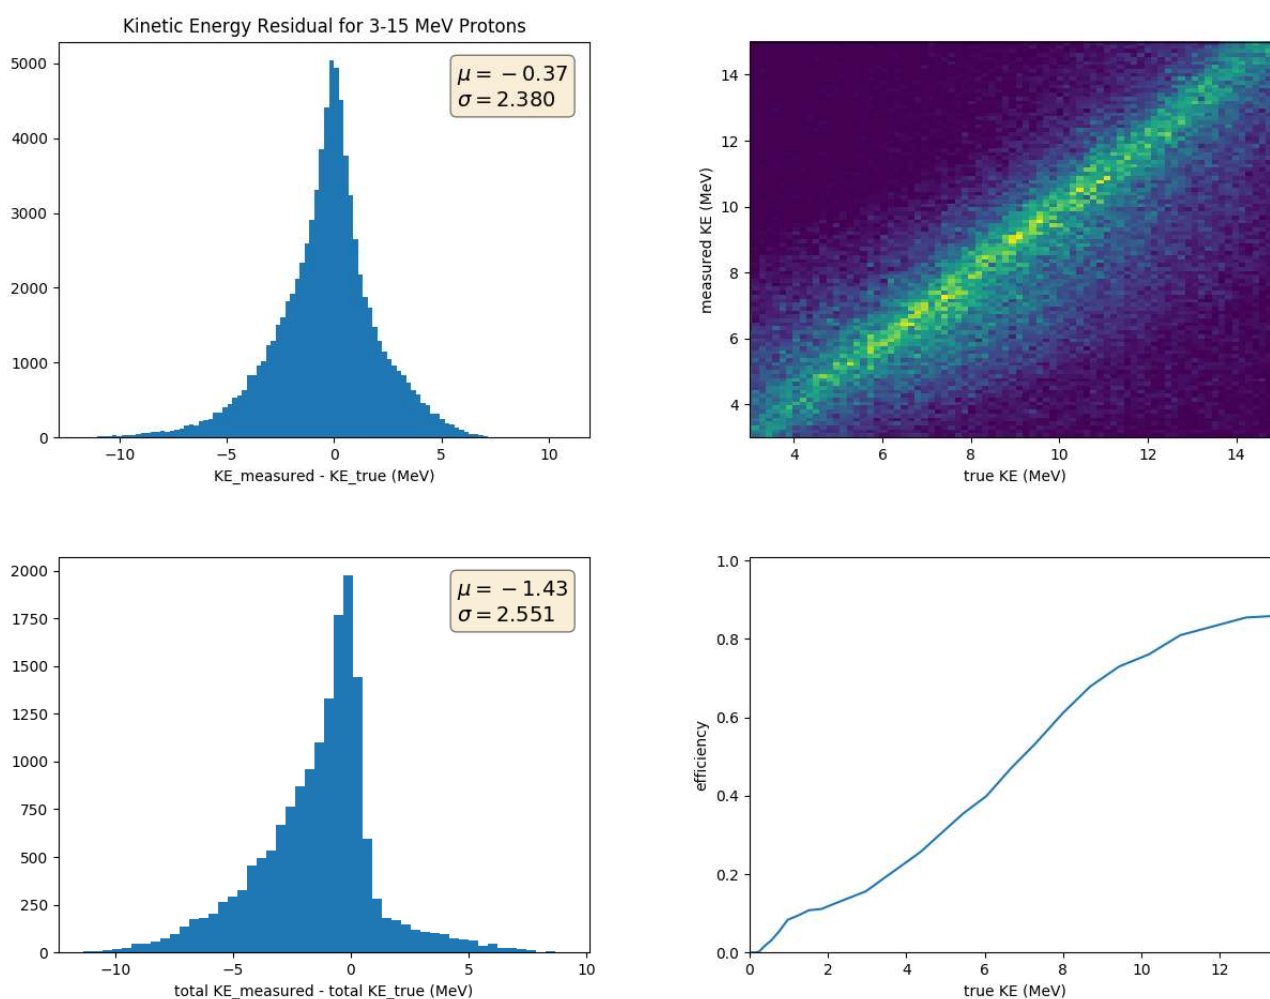 Kinetic Energy Residual for 3-15 MeV Protons
5000
4000
3000
2000
1000
0
μ = −0.37
σ = 2.380
−10 −5 0 5 10
KE_measured - KE_true (MeV)
14
12
10
8
6
4
measured KE (MeV)
4 6 8 10 12 14
true KE (MeV)
2000
1750
1500
1250
1000
750
500
250
0
μ = −1.43
σ = 2.551
−10 −5 0 5 10
total KE_measured - total KE_true (MeV)
1.0
0.8
0.6
0.4
0.2
0.0
efficiency
0 2 4 6 8 10 12
true KE (MeV)